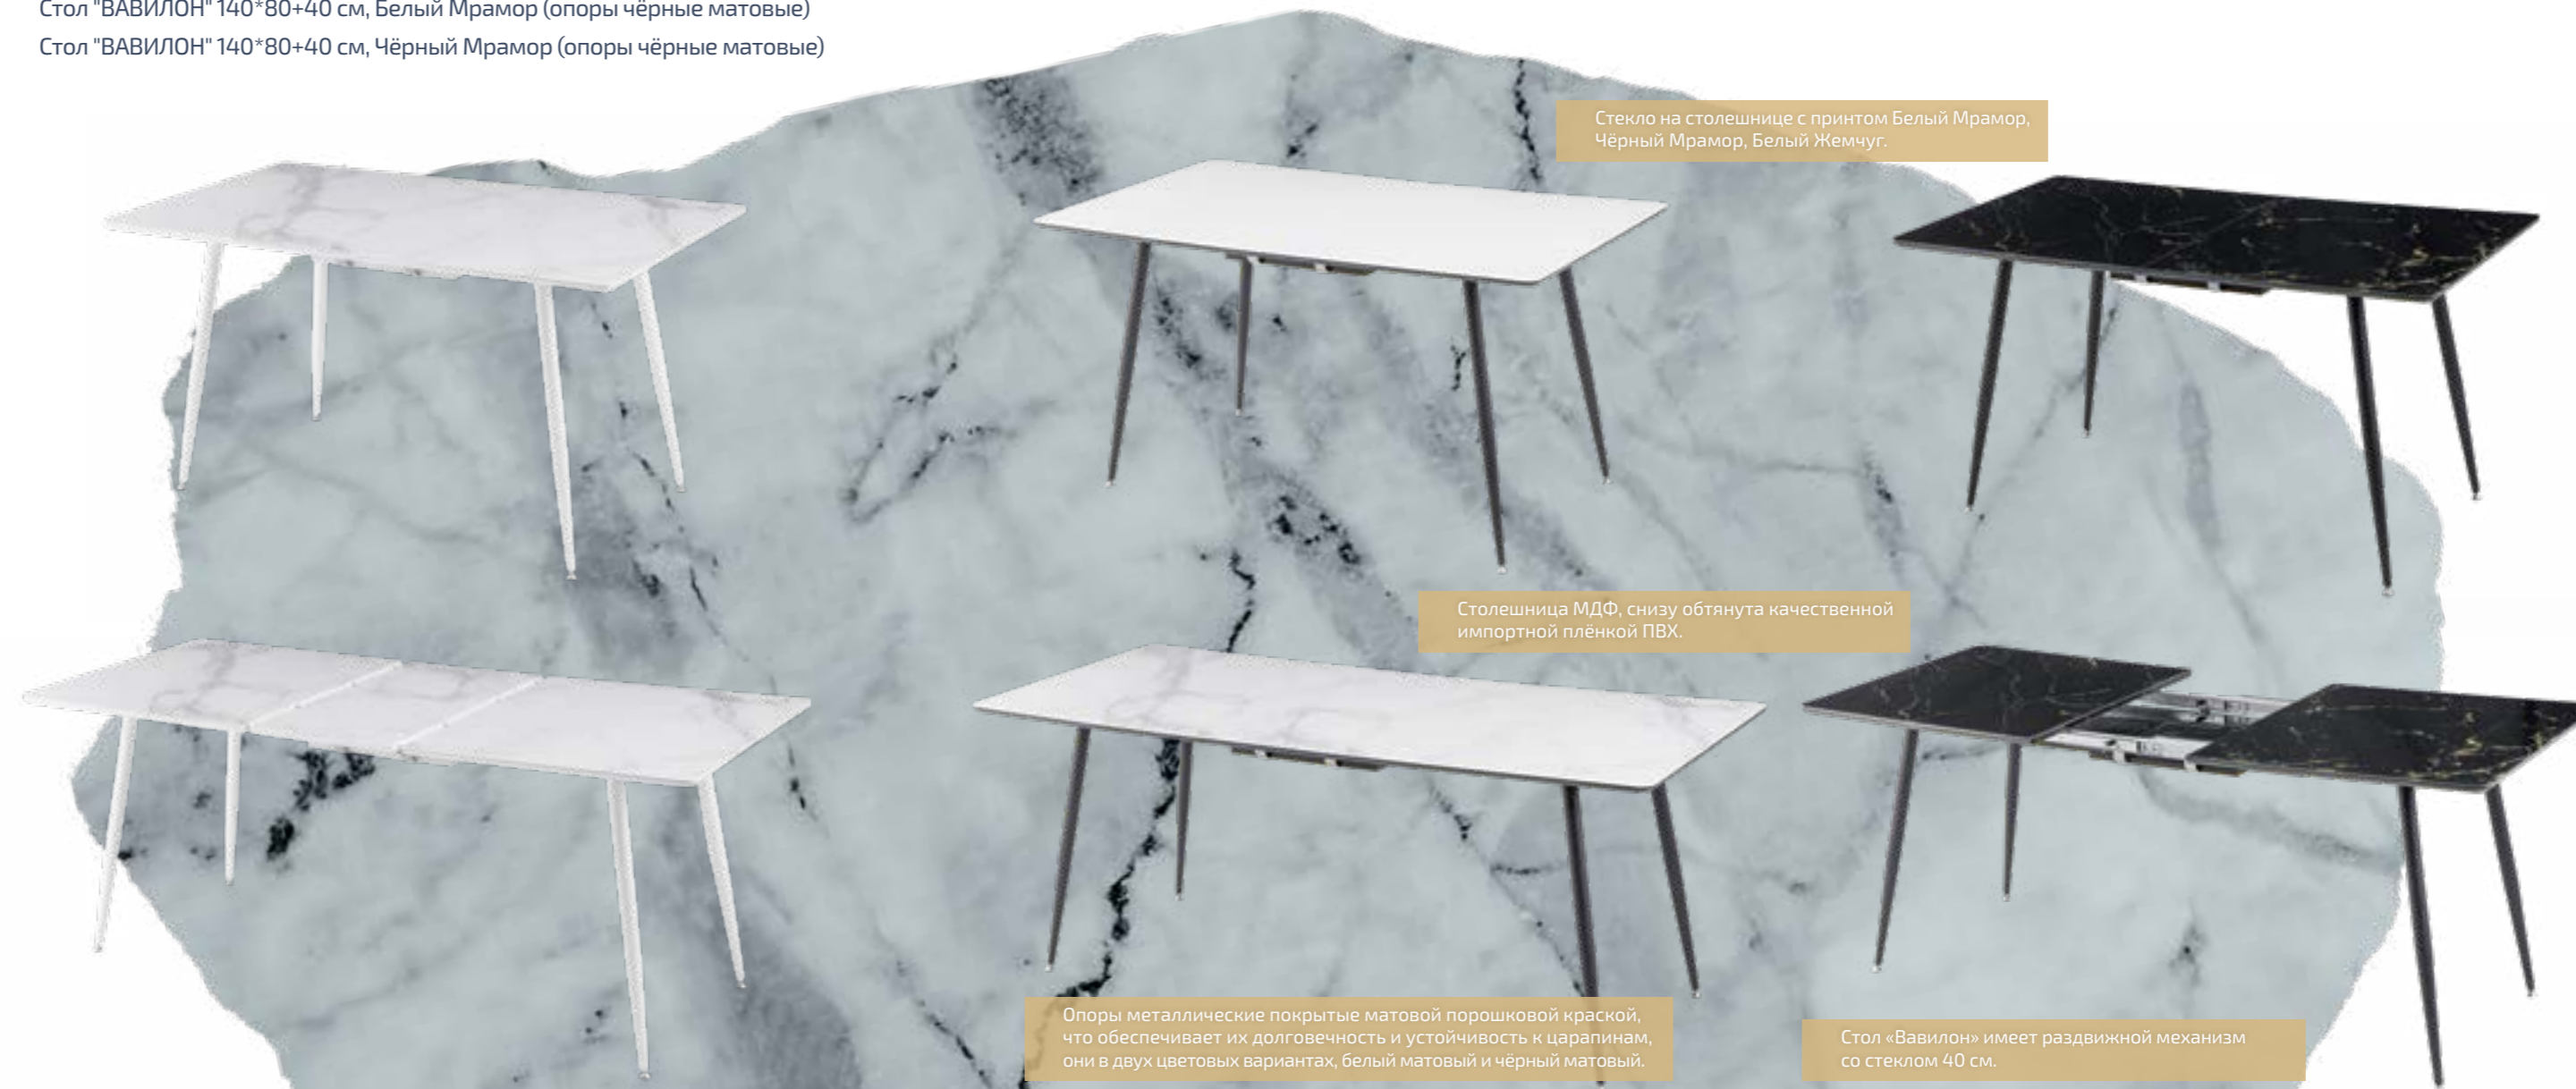 Стол "ВАВИЛОН" 140*80+40 см, Белый Мрамор (опоры чёрные матовые)
Стол "ВАВИЛОН" 140*80+40 см, Чёрный Мрамор (опоры чёрные матовые)
Стекло на столешнице с принтом Белый Мрамор,
Чёрный Мрамор, Белый Жемчуг.
Столешница МДФ, снизу обтянута качественной
импортной плёнкой ПВХ.
Опоры металлические покрытые матовой порошковой краской,
что обеспечивает их долговечность и устойчивость к царапинам,
они в двух цветовых вариантах, белый матовый и чёрный матовый.
Стол «Вавилон» имеет раздвижной механизм
со стеклом 40 см.